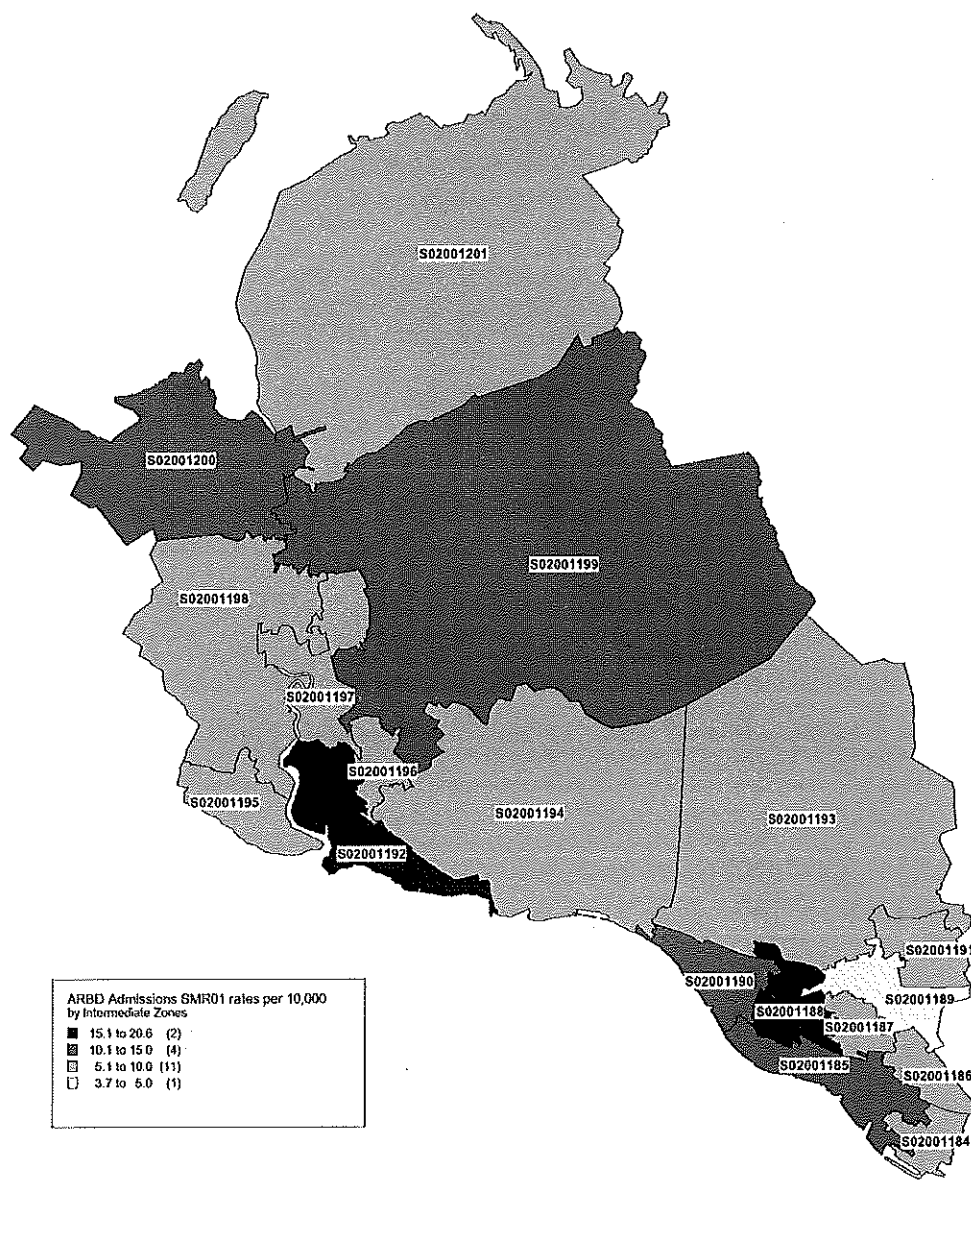 S02001201
S02001200
S02001199
S02001198
S02001197
S02001196
S02001195
S02001194
S02001193
S02001192
S02001191
S02001190
S02001189
S02001188
S02001187
S02001185
S02001186
S02001184
ARBD Admissions SMR01 rates per 10,000
by Intermediate Zones
15.1 to 20.6 (2)
10.1 to 15.0 (4)
5.1 to 10.0 (11)
3.7 to 5.0 (1)